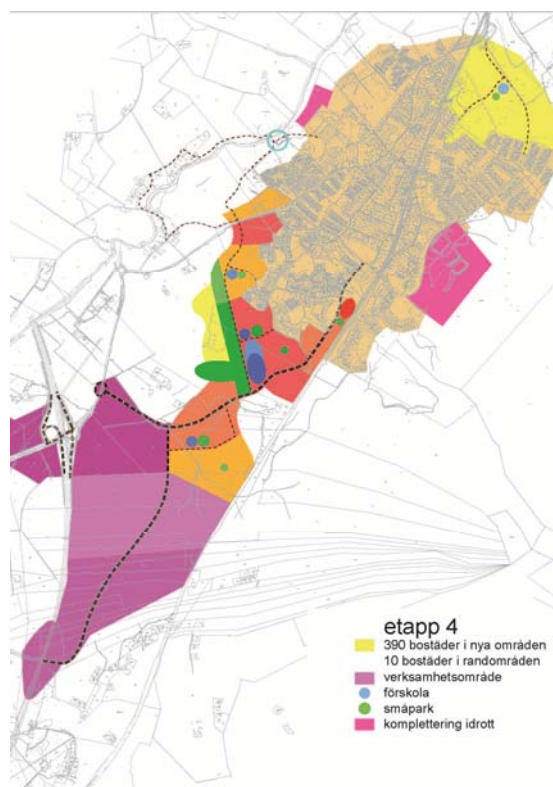 etapp 4
390 bostäder i nya områden
10 bostäder i randområden
verksamhetsområde
förskola
småpark
komplettering idrott